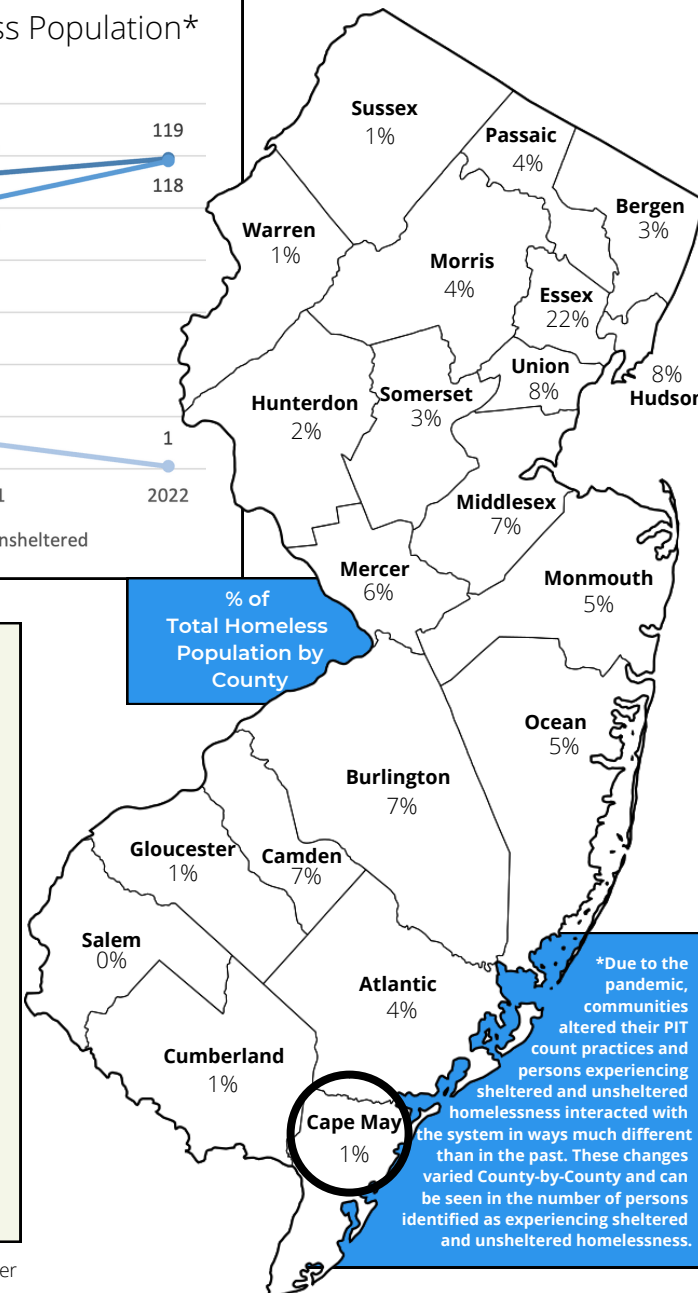 ss Population*
119
118
1
1
2022
nsheltered
Sussex
1%
Passaic
4%
Bergen
3%
Warren
1%
Morris
4%
Essex
22%
Union
8%
8%
Hudson
Hunterdon
2%
Somerset
3%
Middlesex
7%
Mercer
6%
Monmouth
5%
% of
Total Homeless
Population by
County
Ocean
5%
Burlington
7%
Gloucester
1%
Camden
7%
Salem
0%
Atlantic
4%
Cumberland
1%
Cape May
1%
*Due to the
pandemic,
communities
altered their PIT
count practices and
persons experiencing
sheltered and unsheltered
homelessness interacted with
the system in ways much different
than in the past. These changes
varied County-by-County and can
be seen in the number of persons
identified as experiencing sheltered
and unsheltered homelessness.
er